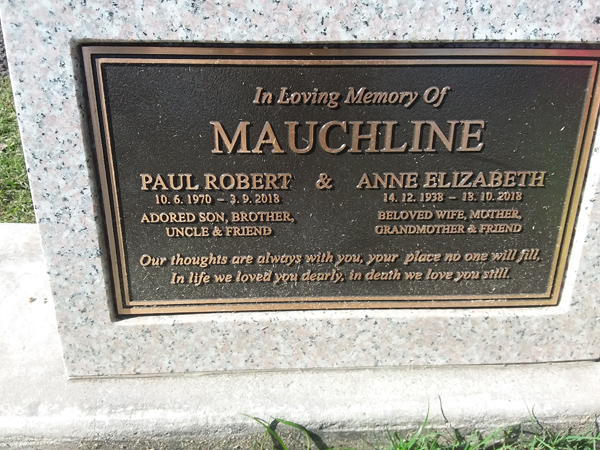 In Loving Memory Of
MAUCHLINE
PAUL ROBERT & ANNE ELIZABETH
10. 6. 1970 – 3. 9. 2018 14. 12. 1938 – 18. 10. 2018
ADORED SON, BROTHER, BELOVED WIFE, MOTHER,
UNCLE & FRIEND GRANDMOTHER & FRIEND
Our thoughts are always with you, your place no one will fill,
In life we loved you dearly, in death we love you still.